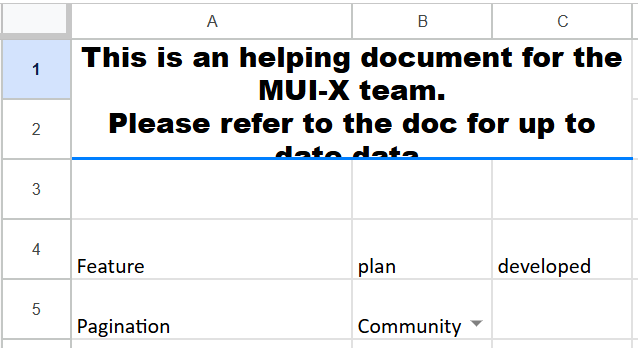 A B C
1 This is an helping document for the
MUI-X team.
2 Please refer to the doc for up to
date data
3
4 Feature plan developed
5 Pagination Community